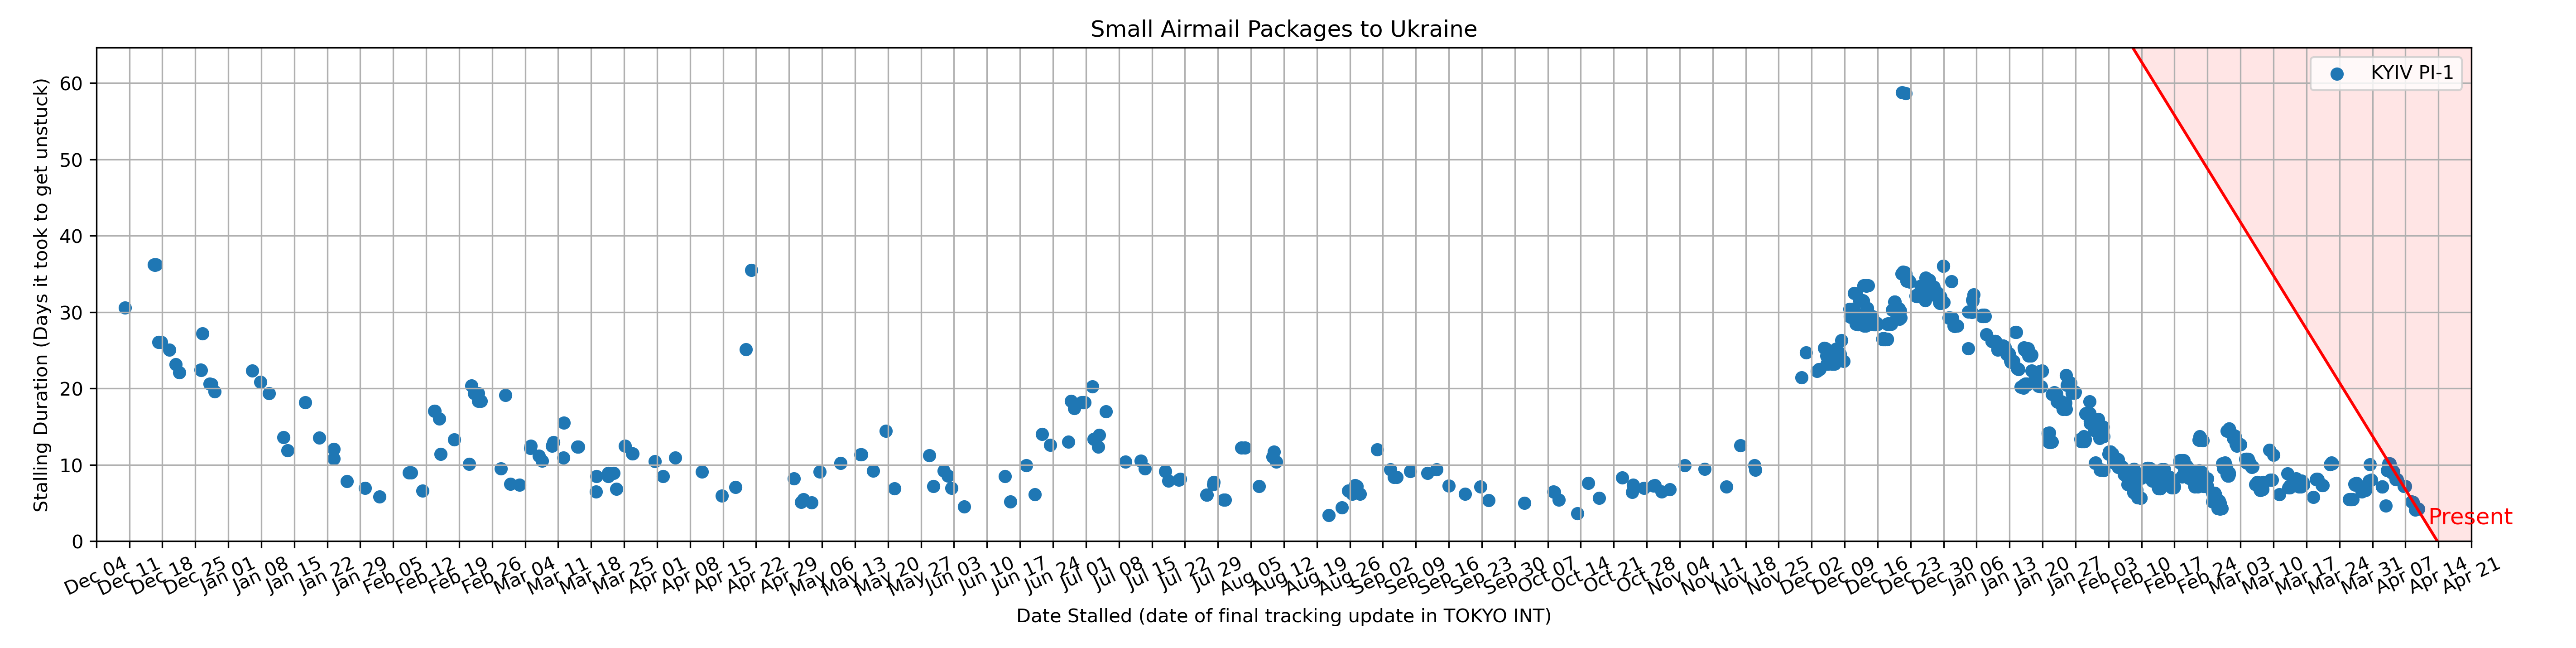 Small Airmail Packages to Ukraine
KYIV PI-1
Stalling Duration (Days it took to get unstuck)
60
50
40
30
20
10
0
Present
Dec 04
Dec 11
Dec 18
Dec 25
Jan 01
Jan 08
Jan 15
Jan 22
Jan 29
Feb 05
Feb 12
Feb 19
Feb 26
Mar 04
Mar 11
Mar 18
Mar 25
Apr 01
Apr 08
Apr 15
Apr 22
Apr 29
May 06
May 13
May 20
May 27
Jun 03
Jun 10
Jun 17
Jun 24
Jul 01
Jul 08
Jul 15
Jul 22
Jul 29
Aug 05
Aug 12
Aug 19
Aug 26
Sep 02
Sep 09
Sep 16
Sep 23
Sep 30
Oct 07
Oct 14
Oct 21
Oct 28
Nov 04
Nov 11
Nov 18
Nov 25
Dec 02
Dec 09
Dec 16
Dec 23
Dec 30
Jan 06
Jan 13
Jan 20
Jan 27
Feb 03
Feb 10
Feb 17
Feb 24
Mar 03
Mar 10
Mar 17
Mar 24
Mar 31
Apr 07
Apr 14
Apr 21
Date Stalled (date of final tracking update in TOKYO INT)